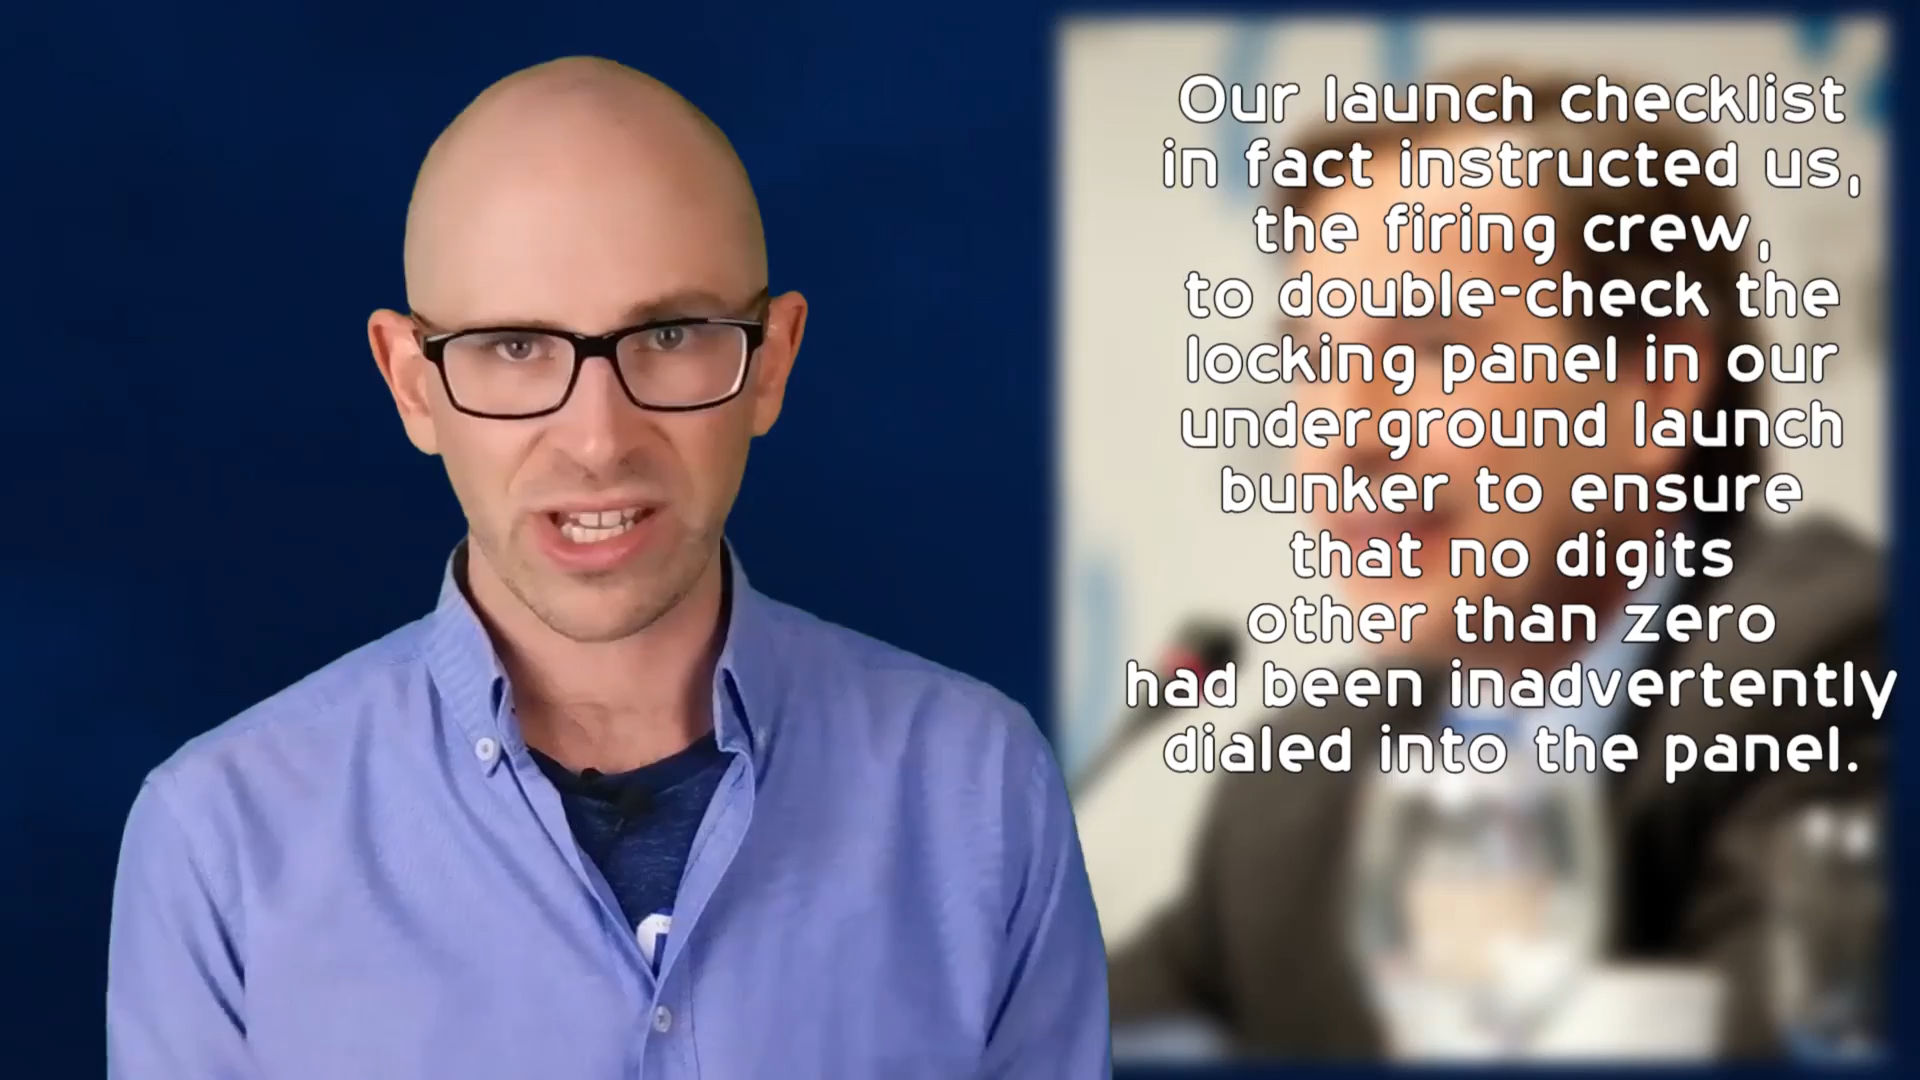 Our launch checklist
in fact instructed us,
the firing crew,
to double-check the
locking panel in our
underground launch
bunker to ensure
that no digits
other than zero
had been inadvertently
dialed into the panel.